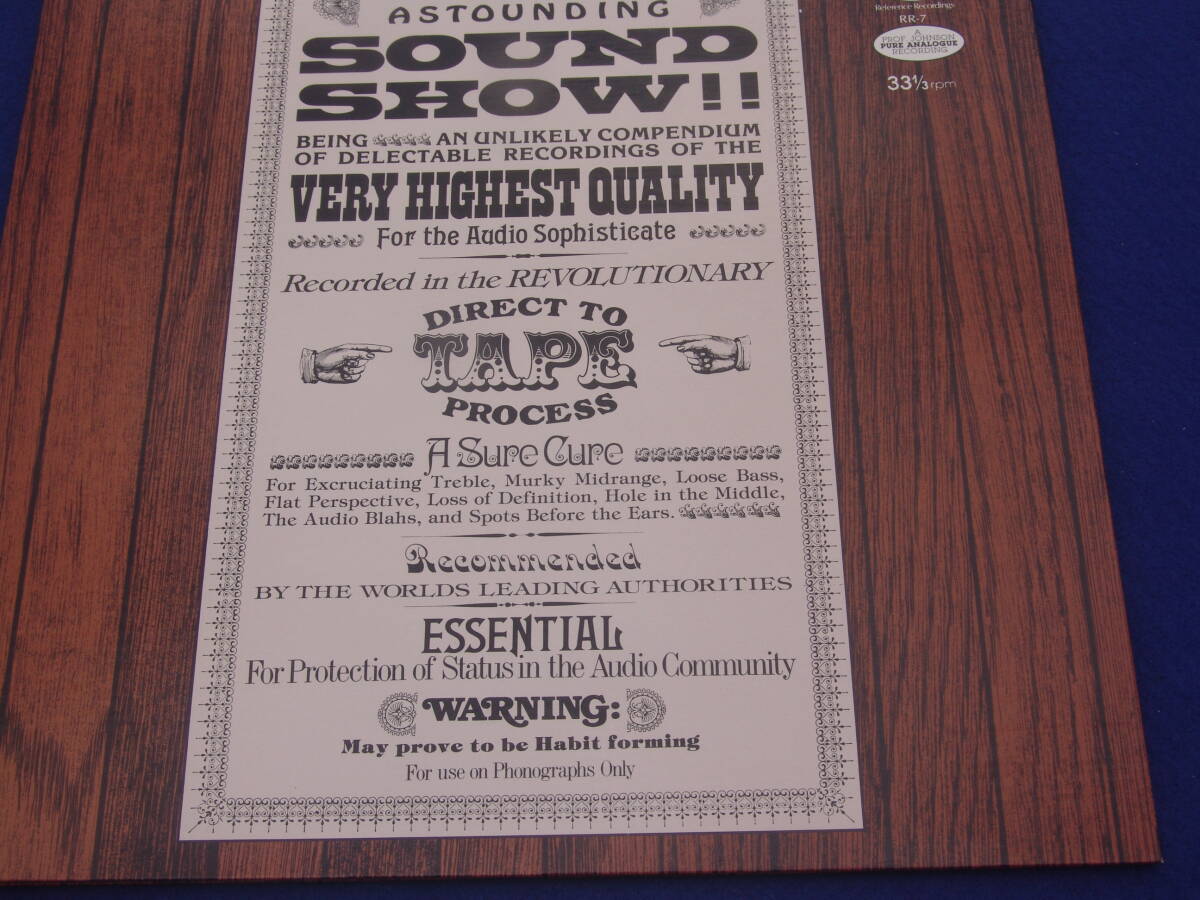 ASTOUNDING
SOUND
SHOW!!
BEING AN UNLIKELY COMPENDIUM
OF DELECTABLE RECORDINGS OF THE
VERY HIGHEST QUALITY
For the Audio Sophisticate
Recorded in the REVOLUTIONARY
DIRECT TO
TAPE
PROCESS
A Sure Cure
For Excruciating Treble, Murky Midrange, Loose Bass,
Flat Perspective, Loss of Definition, Hole in the Middle,
The Audio Blahs, and Spots Before the Ears.
Recommended
BY THE WORLDS LEADING AUTHORITIES
ESSENTIAL
For Protection of Status in the Audio Community
WARNING:
May prove to be Habit forming
For use on Phonographs Only
Reference Recordings
RR-7
A
PROF. JOHNSON
PURE ANALOGUE
RECORDING
33⅓ rpm